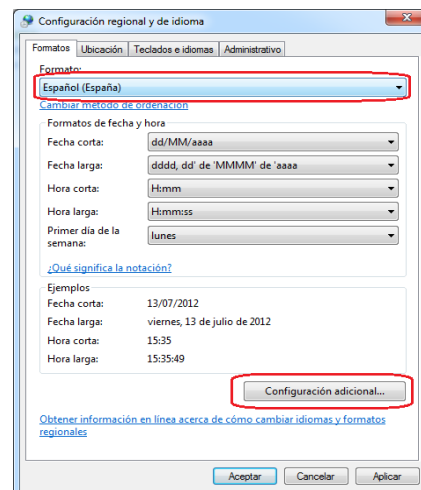 Configuración regional y de idioma
Formatos Ubicación Teclados e idiomas Administrativo
Formato:
Español (España)
Cambiar método de ordenación
Formatos de fecha y hora
Fecha corta: dd/MM/aaaa
Fecha larga: dddd, dd' de 'MMMM' de 'aaaa
Hora corta: H:mm
Hora larga: H:mm:ss
Primer día de la
semana: lunes
¿Qué significa la notación?
Ejemplos
Fecha corta: 13/07/2012
Fecha larga: viernes, 13 de julio de 2012
Hora corta: 15:35
Hora larga: 15:35:49
Configuración adicional...
Obtener información en línea acerca de cómo cambiar idiomas y formatos
regionales
Aceptar Cancelar Aplicar